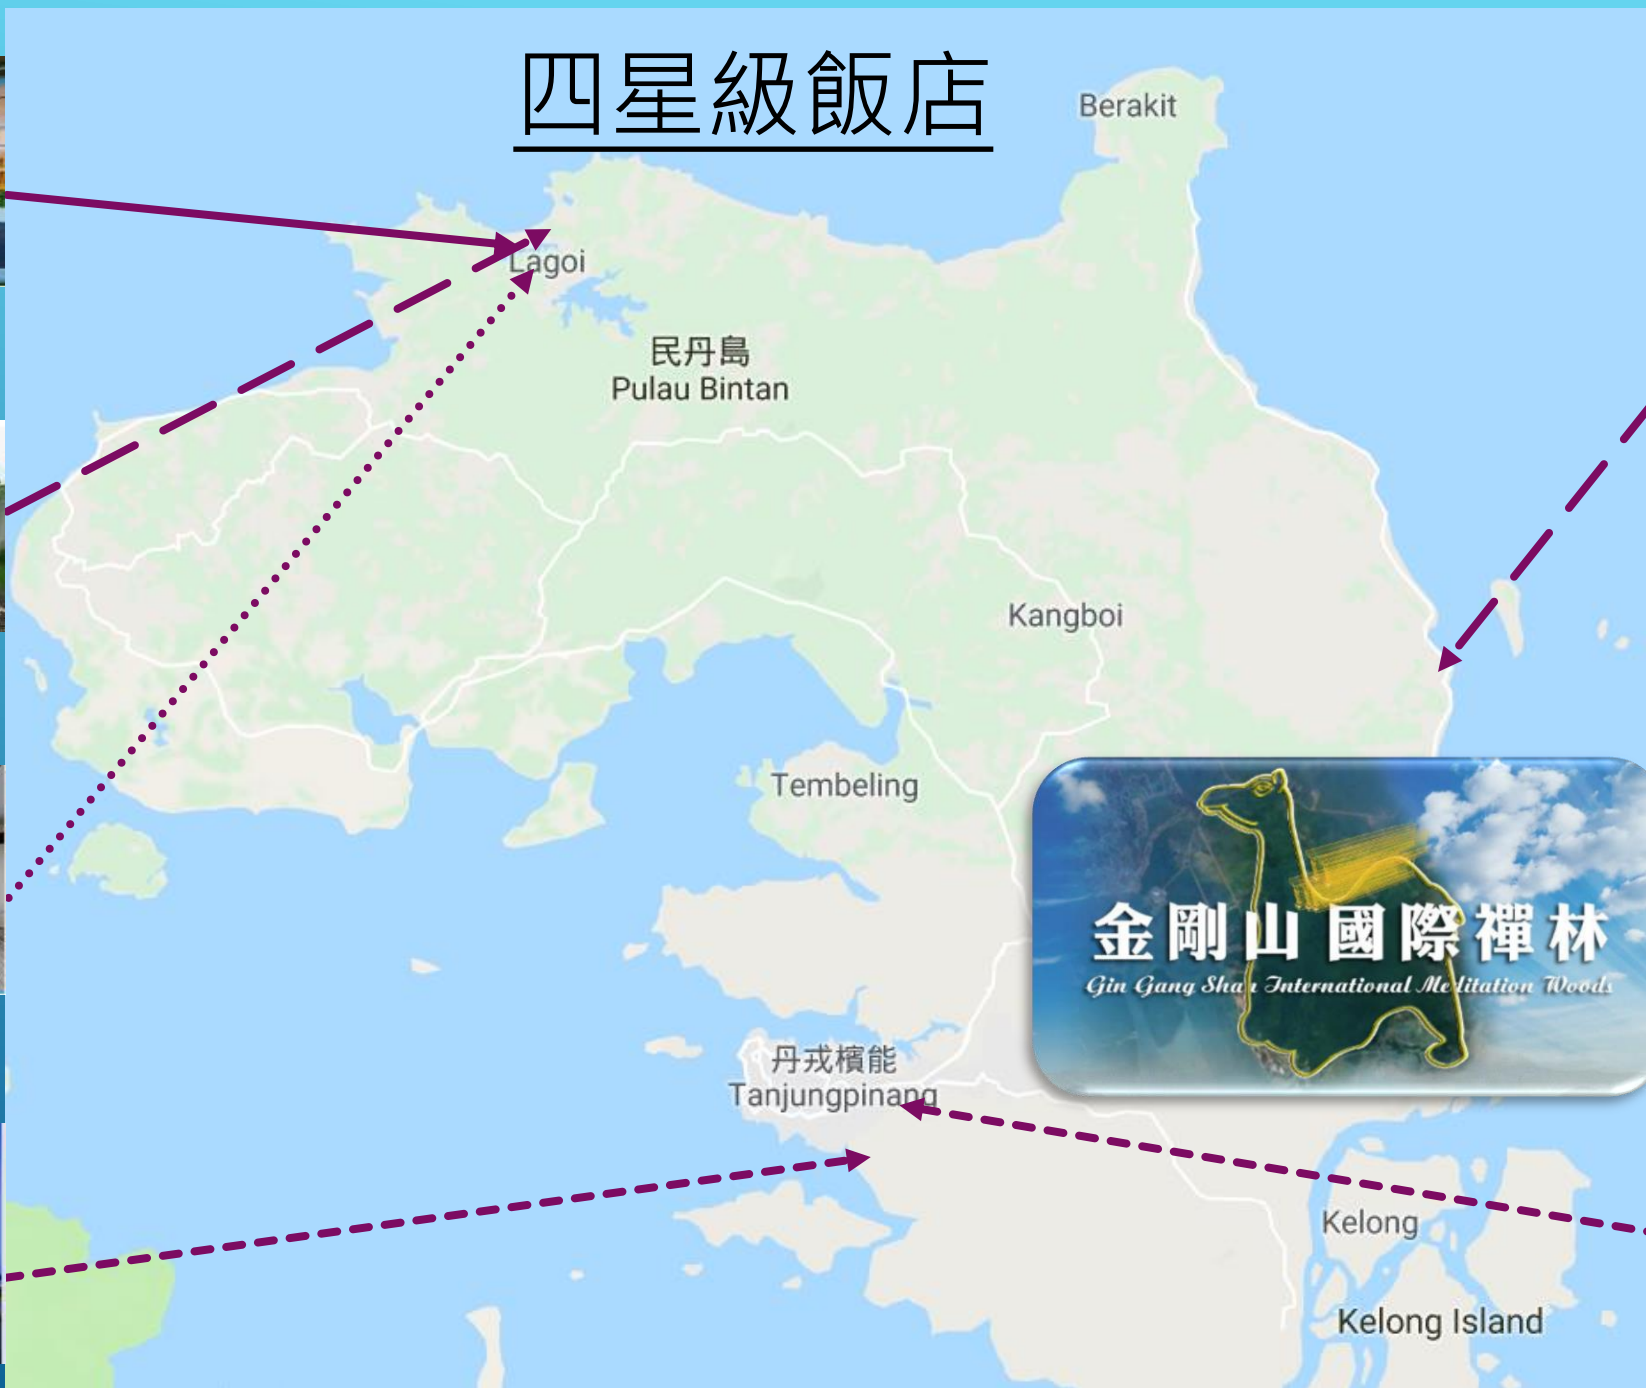 四星級飯店
Berakit
Lagoi
民丹島
Pulau Bintan
Kangboi
Tembeling
金剛山 國際禪林
Gin Gang Shan International Meditation Woods
丹戎檳能
Tanjungpinang
Kelong
Kelong Island